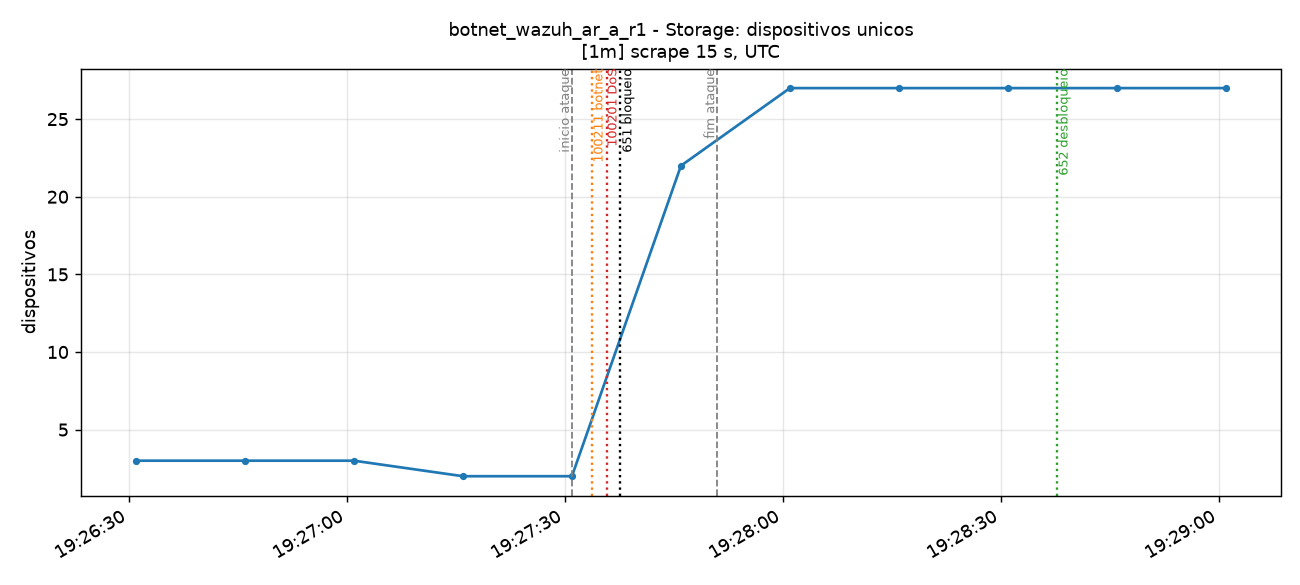 botnet_wazuh_ar_a_r1 - Storage: dispositivos unicos
[1m] scrape 15 s, UTC
dispositivos
25
20
15
10
5
inicio ataque
100211 botnet
100201 DoS
651 bloqueio
fim ataque
652 desbloqueio
19:26:30
19:27:00
19:27:30
19:28:00
19:28:30
19:29:00